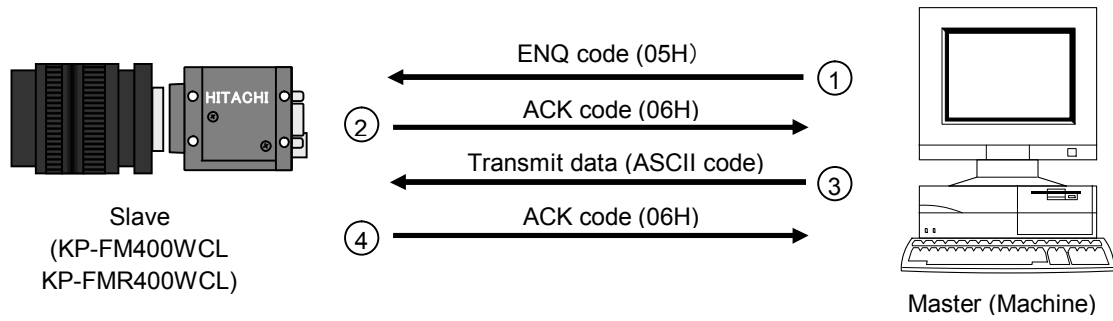 ENQ code (05H）
①
HITACHI
ACK code (06H)
②
Transmit data (ASCII code)
③
ACK code (06H)
④
Slave
(KP-FM400WCL
KP-FMR400WCL)
Master (Machine)